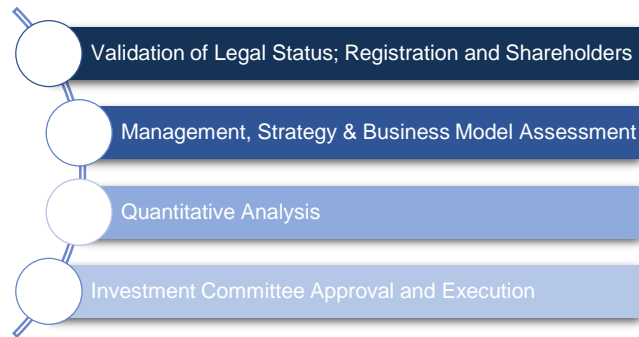 Validation of Legal Status; Registration and Shareholders
Management, Strategy & Business Model Assessment
Quantitative Analysis
Investment Committee Approval and Execution